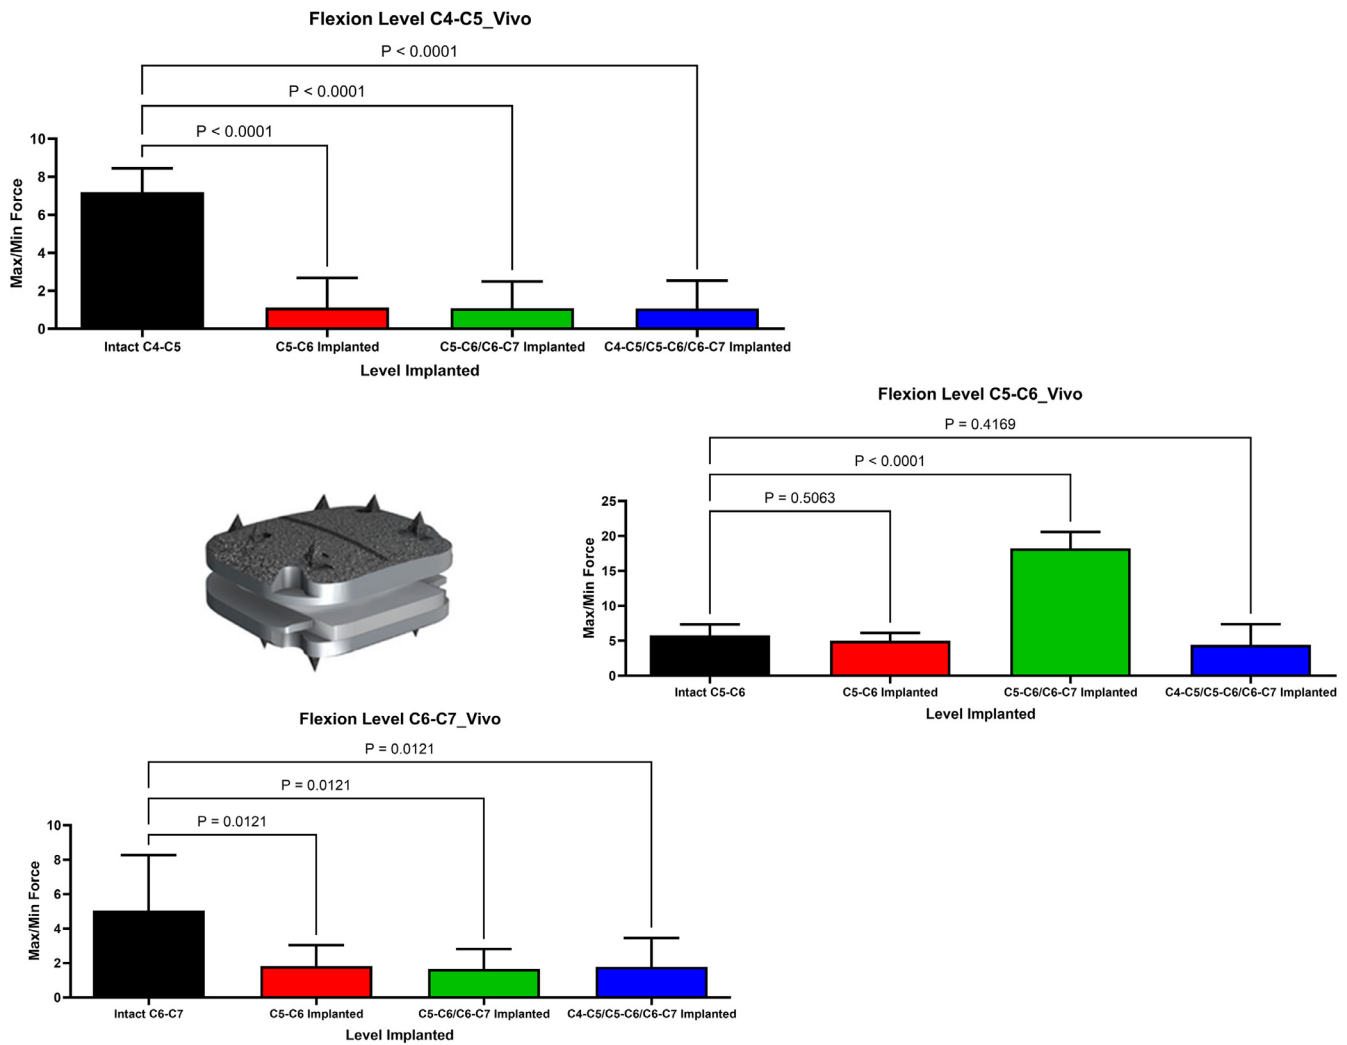 Flexion Level C4-C5_Vivo
P < 0.0001
P < 0.0001
P < 0.0001
10
8
6
4
2
0
Max/Min Force
Intact C4-C5
C5-C6 Implanted
C5-C6/C6-C7 Implanted
C4-C5/C5-C6/C6-C7 Implanted
Level Implanted
Flexion Level C5-C6_Vivo
P = 0.4169
P < 0.0001
P = 0.5063
25
20
15
10
5
0
Max/Min Force
Intact C5-C6
C5-C6 Implanted
C5-C6/C6-C7 Implanted
C4-C5/C5-C6/C6-C7 Implanted
Level Implanted
Flexion Level C6-C7_Vivo
P = 0.0121
P = 0.0121
P = 0.0121
10
8
6
4
2
0
Max/Min Force
Intact C6-C7
C5-C6 Implanted
C5-C6/C6-C7 Implanted
C4-C5/C5-C6/C6-C7 Implanted
Level Implanted